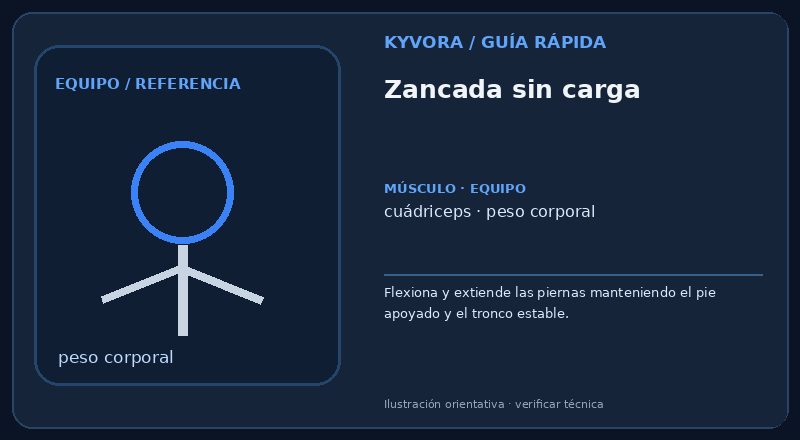 EQUIPO / REFERENCIA
peso corporal
KYVORA / GUÍA RÁPIDA
Zancada sin carga
MÚSCULO · EQUIPO
cuádriceps · peso corporal
Flexiona y extiende las piernas manteniendo el pie
apoyado y el tronco estable.
Ilustración orientativa · verificar técnica